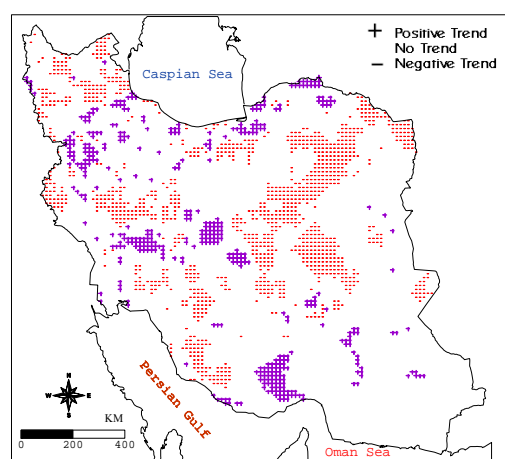 + Positive Trend
No Trend
− Negative Trend
Caspian Sea
Persian Gulf
N
W E
S
KM
0 200 400
Oman Sea